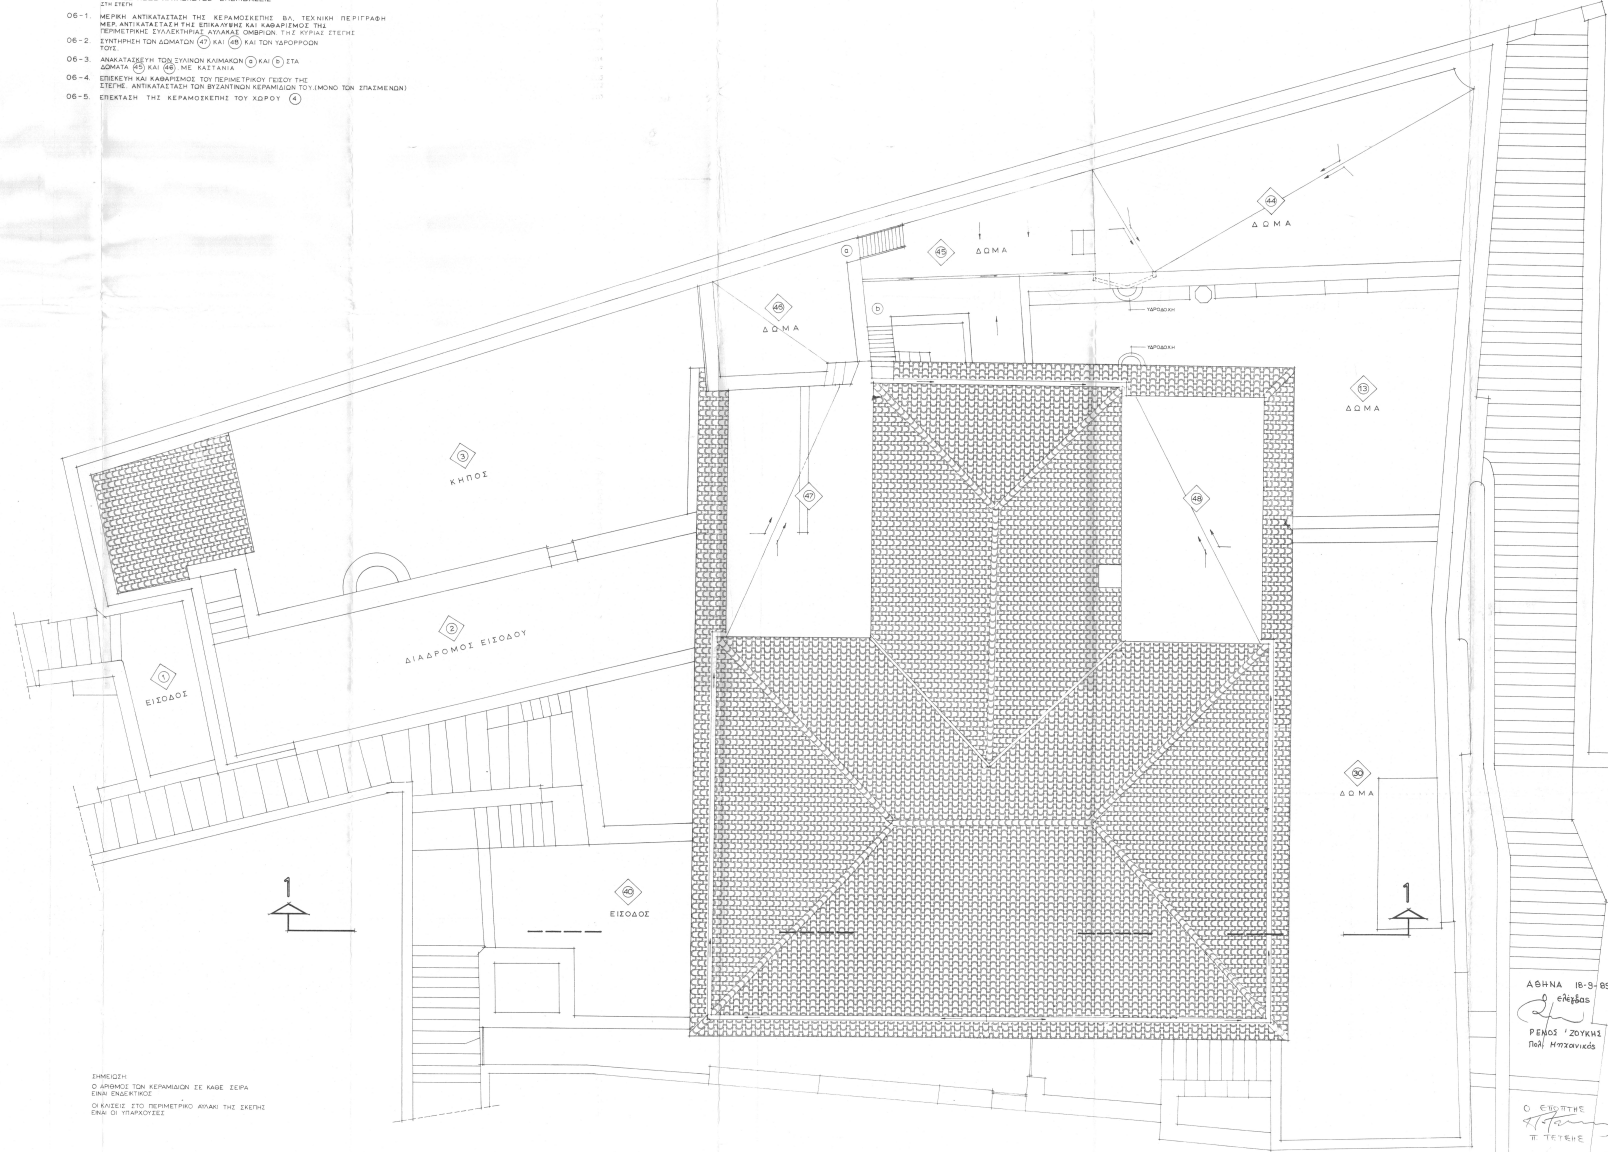 ΣΤΗ ΣΤΕΓΗ
06-1. ΜΕΡΙΚΗ ΑΝΤΙΚΑΤΑΣΤΑΣΗ ΤΗΣ ΚΕΡΑΜΟΣΚΕΠΗΣ ΒΛ. ΤΕΧΝΙΚΗ ΠΕΡΙΓΡΑΦΗ
ΜΕΡ. ΑΝΤΙΚΑΤΑΣΤΑΣΗ ΤΗΣ ΕΠΙΚΑΛΥΨΗΣ ΚΑΙ ΚΑΘΑΡΙΣΜΟΣ ΤΗΣ
ΠΕΡΙΜΕΤΡΙΚΗΣ ΣΥΛΛΕΚΤΗΡΙΑΣ ΑΥΛΑΚΑΣ ΟΜΒΡΙΩΝ ΤΗΣ ΚΥΡΙΑΣ ΣΤΕΓΗΣ
06-2. ΣΥΝΤΗΡΗΣΗ ΤΩΝ ΔΩΜΑΤΩΝ 47 ΚΑΙ 48 ΚΑΙ ΤΩΝ ΥΔΡΟΡΡΟΩΝ
ΤΟΥΣ.
06-3. ΑΝΑΚΑΤΑΣΚΕΥΗ ΤΩΝ ΞΥΛΙΝΩΝ ΚΛΙΜΑΚΩΝ a ΚΑΙ b ΣΤΑ
ΔΩΜΑΤΑ 45 ΚΑΙ 46 ΜΕ ΚΑΣΤΑΝΙΑ
06-4. ΕΠΙΣΚΕΥΗ ΚΑΙ ΚΑΘΑΡΙΣΜΟΣ ΤΟΥ ΠΕΡΙΜΕΤΡΙΚΟΥ ΓΕΙΣΟΥ ΤΗΣ
ΣΤΕΓΗΣ. ΑΝΤΙΚΑΤΑΣΤΑΣΗ ΤΩΝ ΒΥΖΑΝΤΙΝΩΝ ΚΕΡΑΜΙΔΙΩΝ ΤΟΥ.(ΜΟΝΟ ΤΩΝ ΣΠΑΣΜΕΝΩΝ)
06-5. ΕΠΕΚΤΑΣΗ ΤΗΣ ΚΕΡΑΜΟΣΚΕΠΗΣ ΤΟΥ ΧΩΡΟΥ 4
44
ΔΩΜΑ
a
45 ΔΩΜΑ
46
ΔΩΜΑ
b
ΥΔΡΟΔΟΚΗ
ΥΔΡΟΔΟΚΗ
13
ΔΩΜΑ
3
ΚΗΠΟΣ
47
48
2
ΔΙΑΔΡΟΜΟΣ ΕΙΣΟΔΟΥ
1
ΕΙΣΟΔΟΣ
30
ΔΩΜΑ
40
ΕΙΣΟΔΟΣ
1
1
ΑΘΗΝΑ 18-9-85
Ο ελέγξας
ΡΕΜΟΣ ΖΟΥΚΗΣ
Πολ. Μηχανικός
ΣΗΜΕΙΩΣΗ:
Ο ΑΡΙΘΜΟΣ ΤΩΝ ΚΕΡΑΜΙΔΙΩΝ ΣΕ ΚΑΘΕ ΣΕΙΡΑ
ΕΙΝΑΙ ΕΝΔΕΙΚΤΙΚΟΣ
ΟΙ ΚΛΙΣΕΙΣ ΣΤΟ ΠΕΡΙΜΕΤΡΙΚΟ ΑΥΛΑΚΙ ΤΗΣ ΣΚΕΠΗΣ
ΕΙΝΑΙ ΟΙ ΥΠΑΡΧΟΥΣΕΣ
Ο ΕΠΟΠΤΗΣ